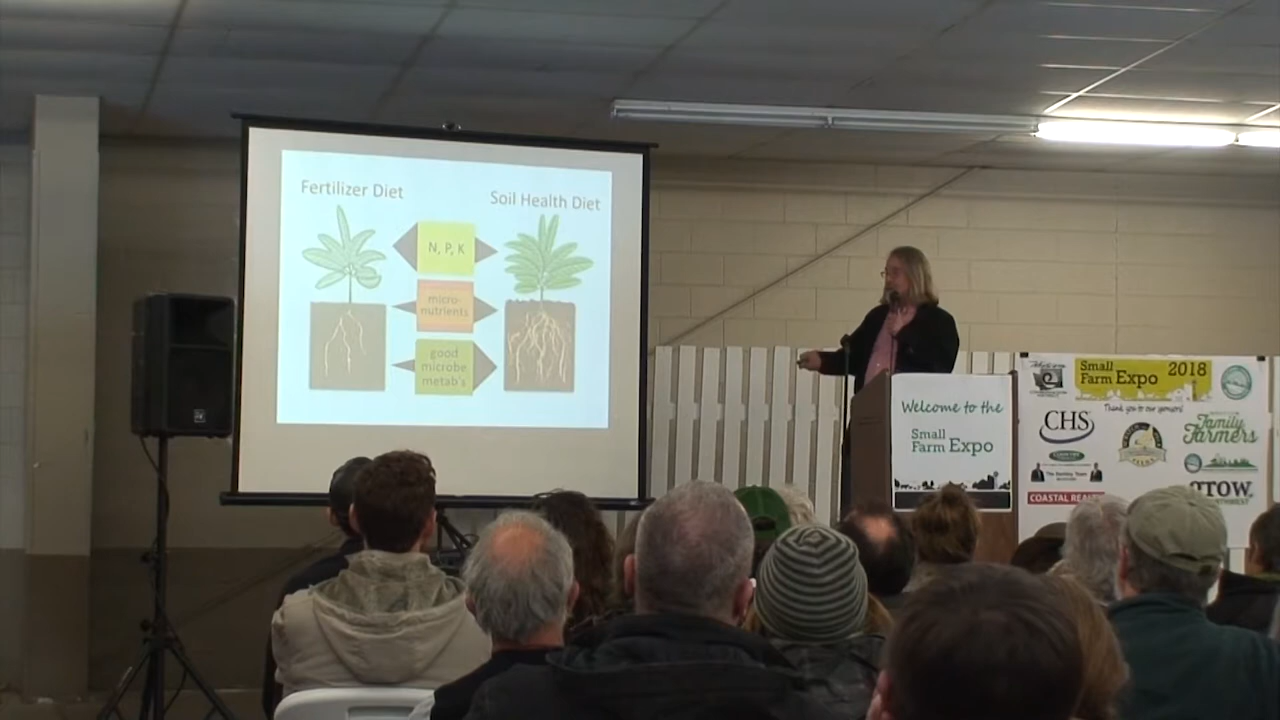 Fertilizer Diet
Soil Health Diet
N, P, K
micro-
nutrients
good
microbe
metab's
Welcome to the
Small
Farm Expo
Small
Farm Expo 2018
Thank you to our sponsors!
CHS
Family
Farmers
COASTAL REALTY